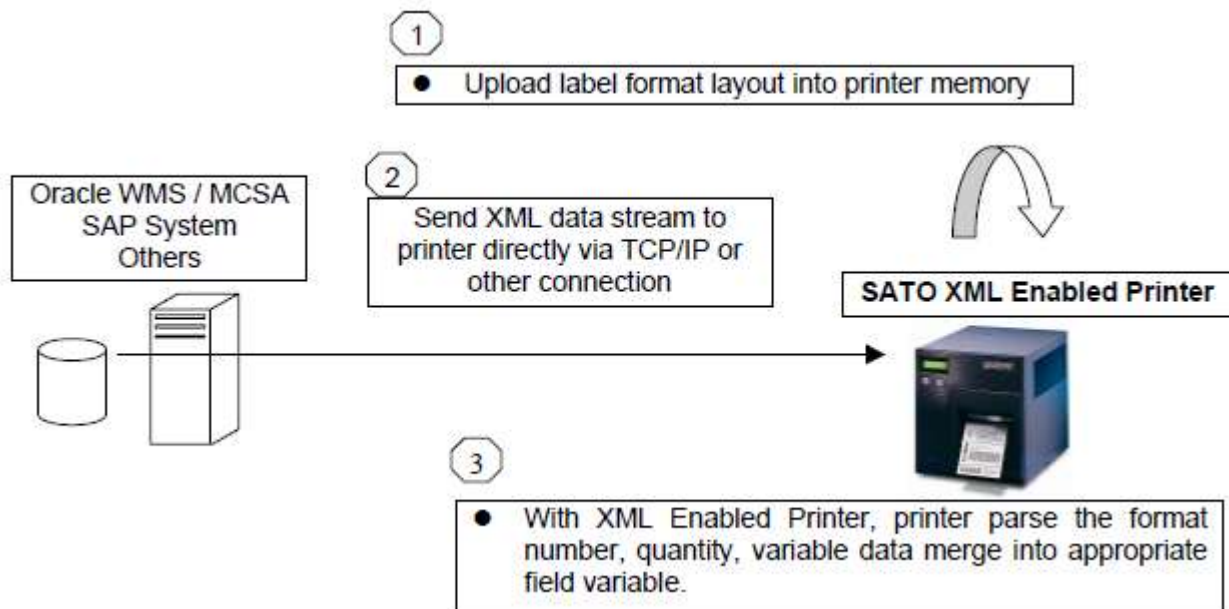 1
● Upload label format layout into printer memory
2
Oracle WMS / MCSA
SAP System
Others
Send XML data stream to
printer directly via TCP/IP or
other connection
SATO XML Enabled Printer
3
● With XML Enabled Printer, printer parse the format
number, quantity, variable data merge into appropriate
field variable.